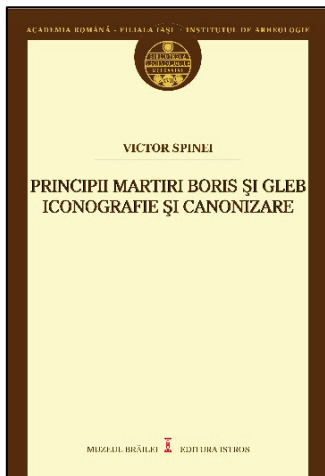 ACADEMIA ROMÂNĂ - FILIALA IAŞI - INSTITUTUL DE ARHEOLOGIE
VICTOR SPINEI
PRINCIPII MARTIRI BORIS ŞI GLEB
ICONOGRAFIE ŞI CANONIZARE
MUZEUL BRĂILEI EDITURA ISTROS